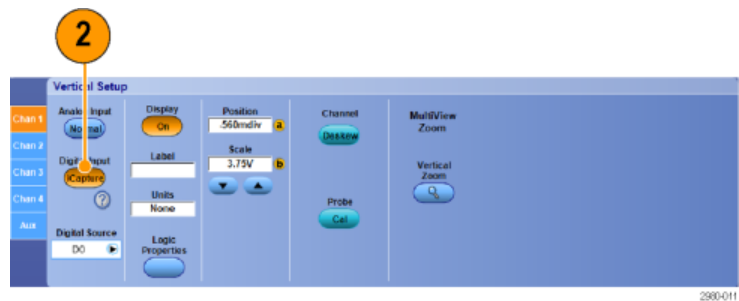 2
Vertical Setup
Chan 1
Chan 2
Chan 3
Chan 4
Aux
Analog Input
Normal
Digital Input
iCapture
?
Digital Source
D0
Display
On
Label
Units
None
Logic
Properties
Position
.560mdiv
a
Scale
3.75V
b
Channel
Deskew
Probe
Cal
MultiView
Zoom
Vertical
Zoom
2980-011